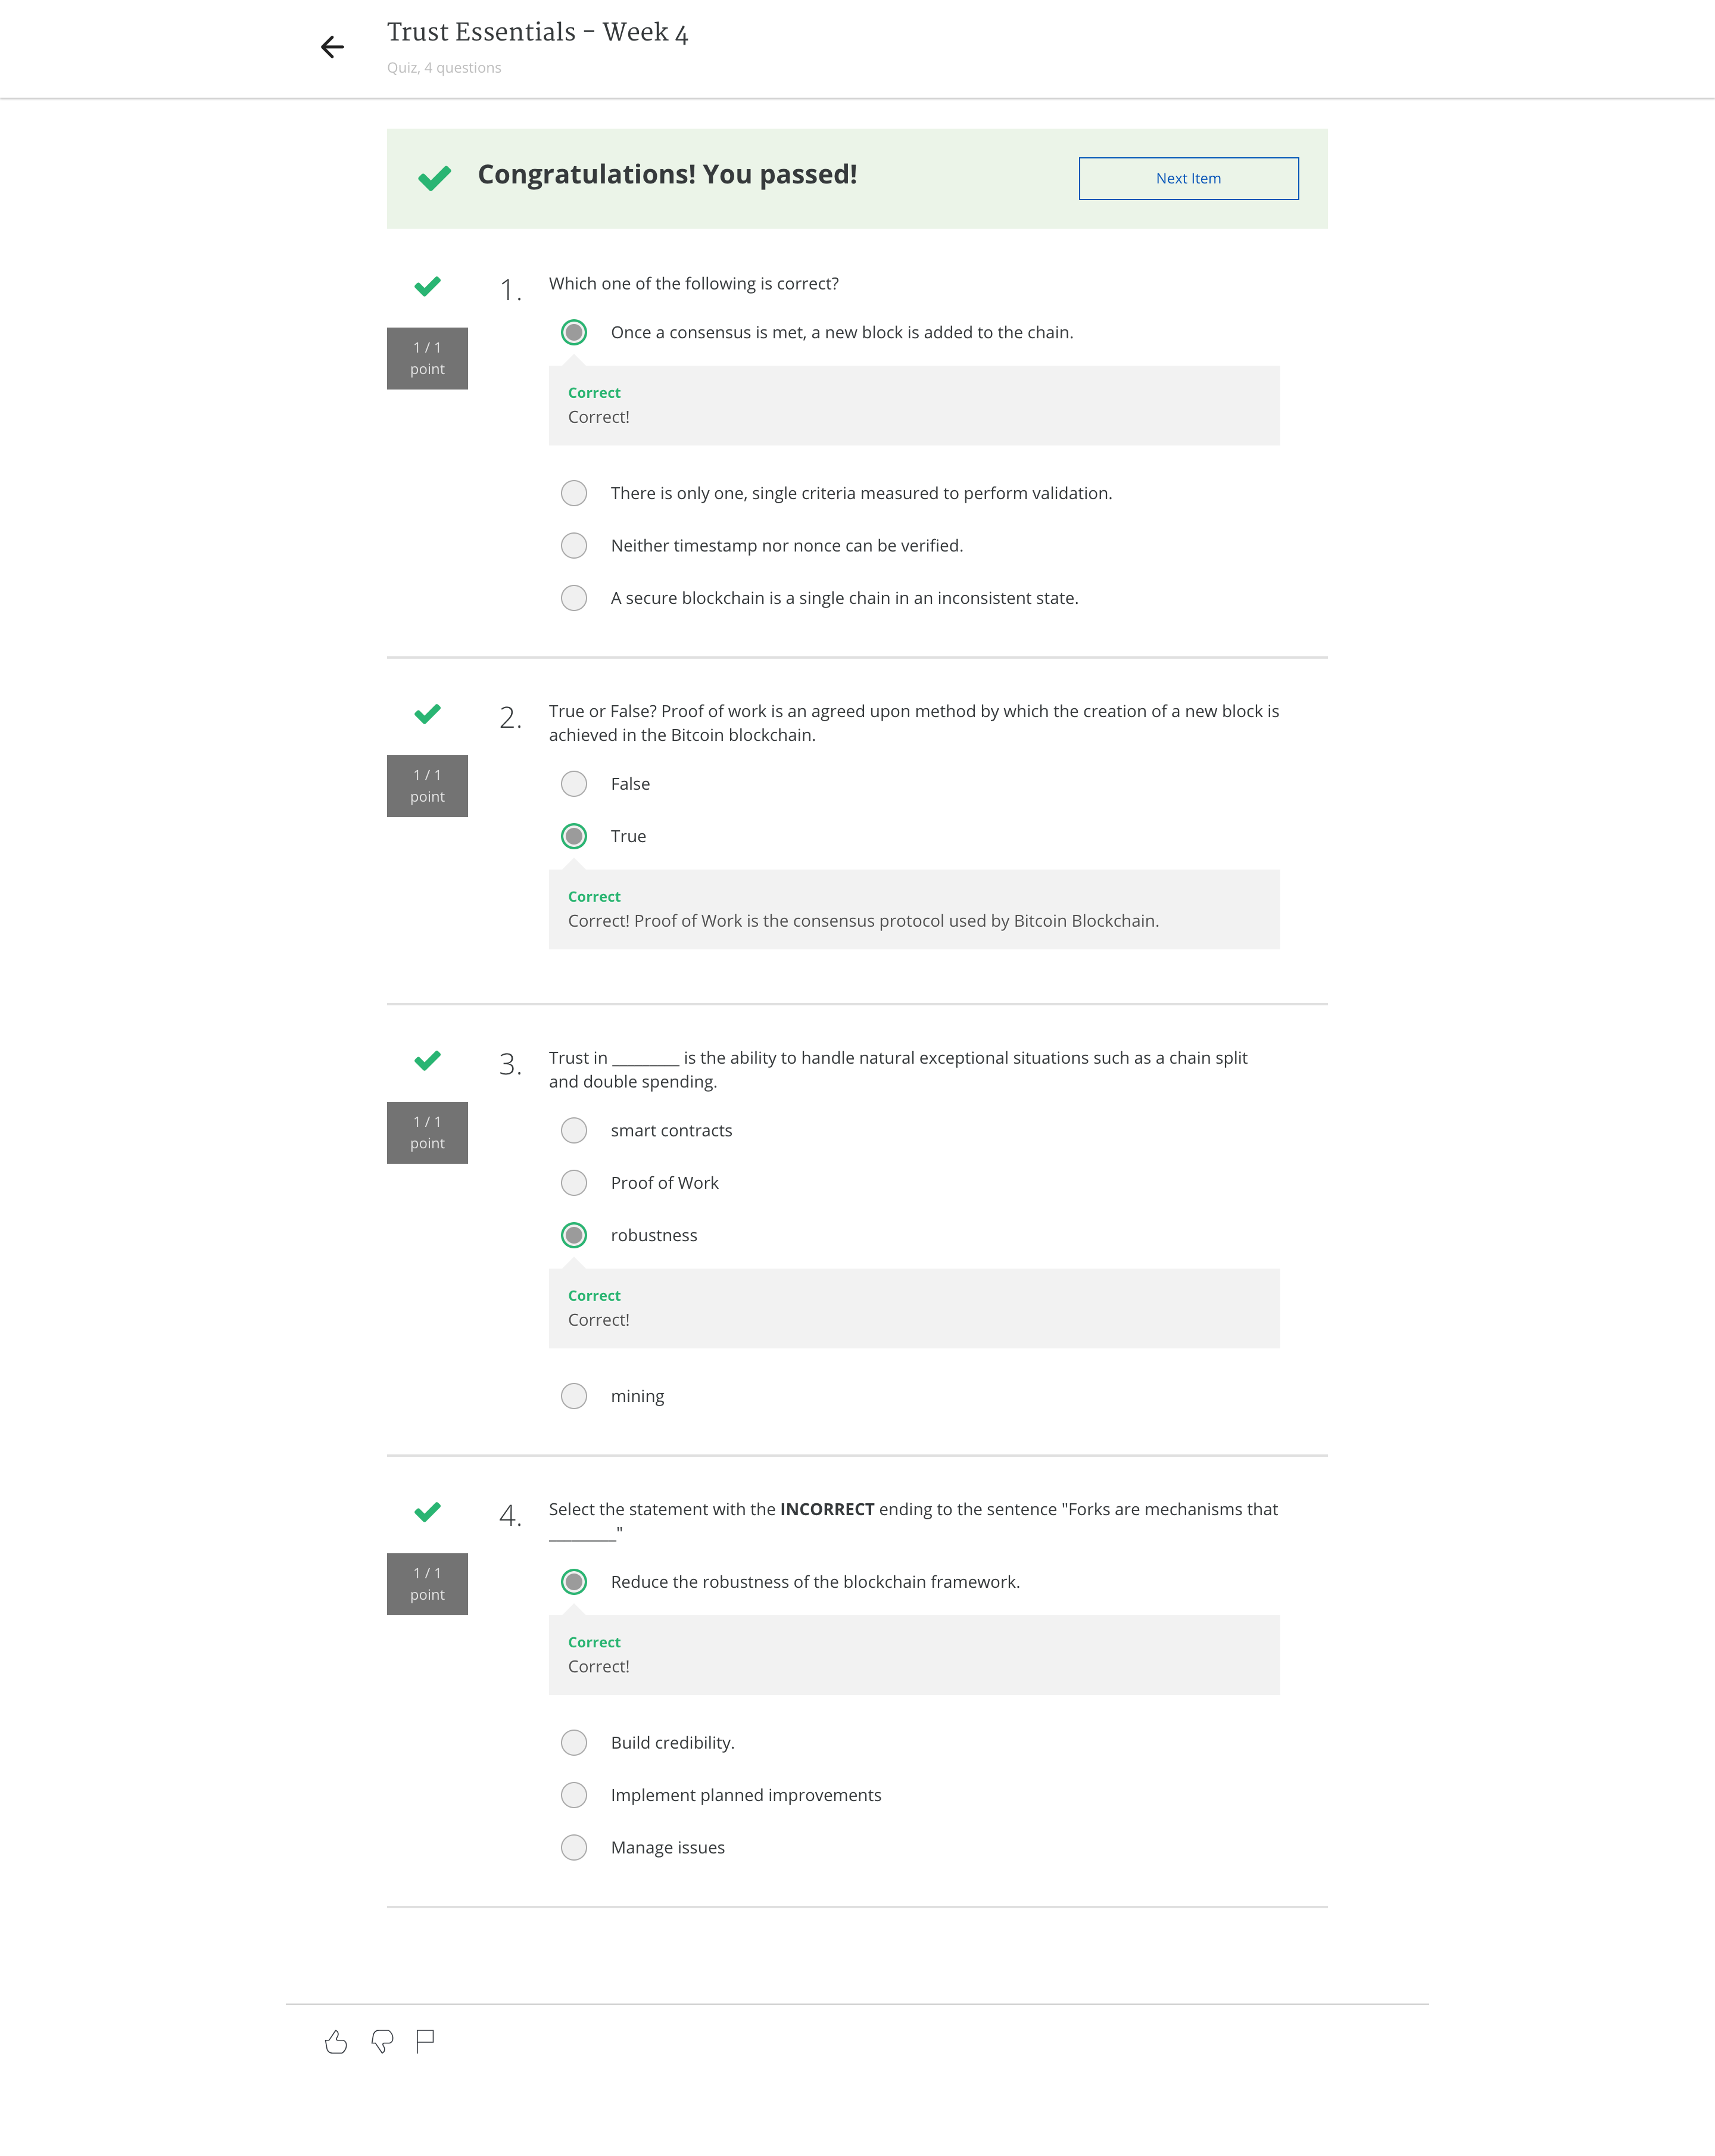 Trust Essentials - Week 4
Quiz, 4 questions
Congratulations! You passed!
Next Item
1 / 1
point
1.
Which one of the following is correct?
Once a consensus is met, a new block is added to the chain.
Correct
Correct!
There is only one, single criteria measured to perform validation.
Neither timestamp nor nonce can be verified.
A secure blockchain is a single chain in an inconsistent state.
1 / 1
point
2.
True or False? Proof of work is an agreed upon method by which the creation of a new block is
achieved in the Bitcoin blockchain.
False
True
Correct
Correct! Proof of Work is the consensus protocol used by Bitcoin Blockchain.
1 / 1
point
3.
Trust in ________ is the ability to handle natural exceptional situations such as a chain split
and double spending.
smart contracts
Proof of Work
robustness
Correct
Correct!
mining
1 / 1
point
4.
Select the statement with the INCORRECT ending to the sentence "Forks are mechanisms that
________"
Reduce the robustness of the blockchain framework.
Correct
Correct!
Build credibility.
Implement planned improvements
Manage issues